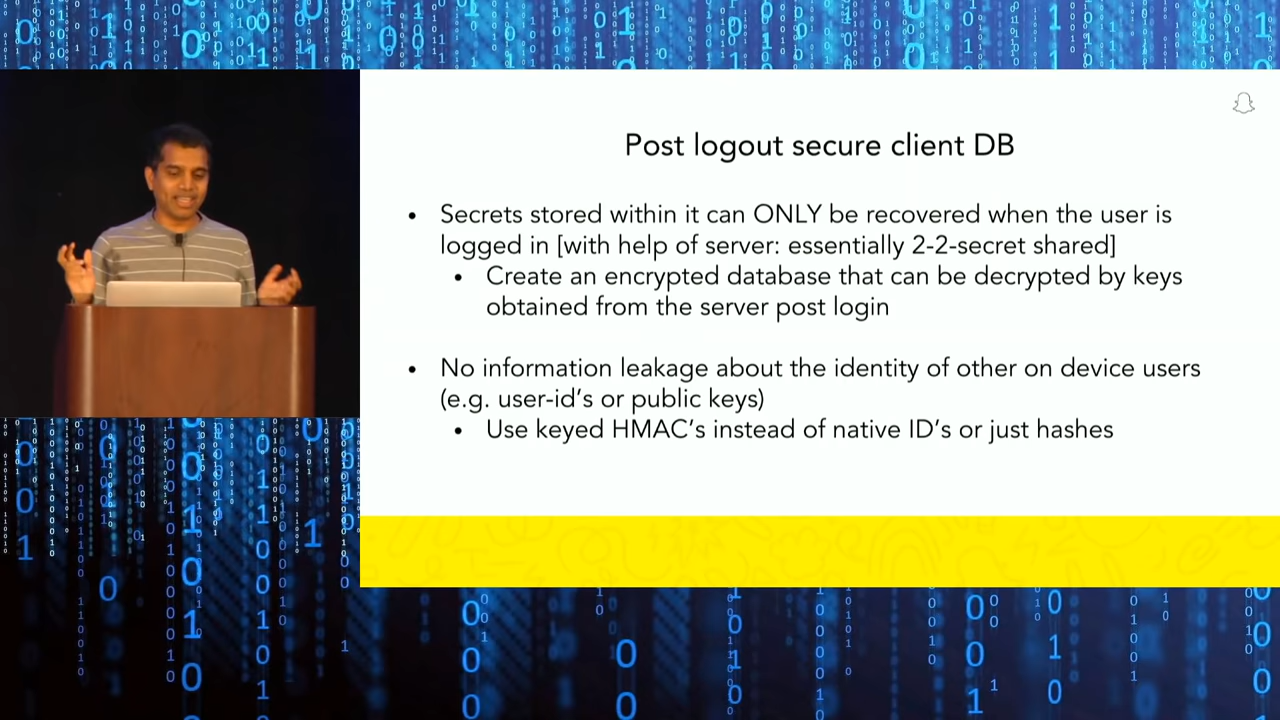 Post logout secure client DB
• Secrets stored within it can ONLY be recovered when the user is
logged in [with help of server: essentially 2-2-secret shared]
• Create an encrypted database that can be decrypted by keys
obtained from the server post login
• No information leakage about the identity of other on device users
(e.g. user-id's or public keys)
• Use keyed HMAC's instead of native ID's or just hashes